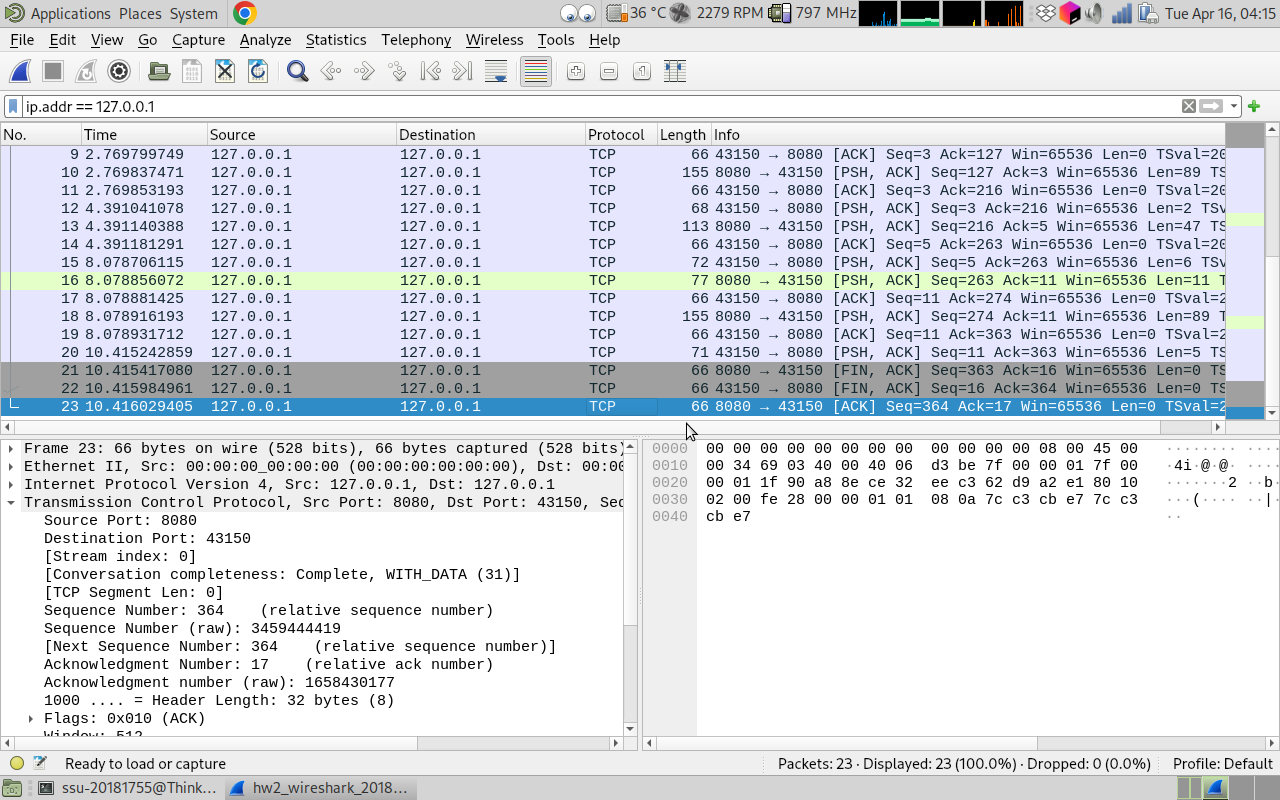 Applications Places System 36 °C 2279 RPM 797 MHz Tue Apr 16, 04:15
File Edit View Go Capture Analyze Statistics Telephony Wireless Tools Help
ip.addr == 127.0.0.1
No. Time Source Destination Protocol Length Info
9 2.769799749 127.0.0.1 127.0.0.1 TCP 66 43150 → 8080 [ACK] Seq=3 Ack=127 Win=65536 Len=0 TSval=20
10 2.769837471 127.0.0.1 127.0.0.1 TCP 155 8080 → 43150 [PSH, ACK] Seq=127 Ack=3 Win=65536 Len=89 TS
11 2.769853193 127.0.0.1 127.0.0.1 TCP 66 43150 → 8080 [ACK] Seq=3 Ack=216 Win=65536 Len=0 TSval=20
12 4.391041078 127.0.0.1 127.0.0.1 TCP 68 43150 → 8080 [PSH, ACK] Seq=3 Ack=216 Win=65536 Len=2 TSv
13 4.391140388 127.0.0.1 127.0.0.1 TCP 113 8080 → 43150 [PSH, ACK] Seq=216 Ack=5 Win=65536 Len=47 TS
14 4.391181291 127.0.0.1 127.0.0.1 TCP 66 43150 → 8080 [ACK] Seq=5 Ack=263 Win=65536 Len=0 TSval=20
15 8.078706115 127.0.0.1 127.0.0.1 TCP 72 43150 → 8080 [PSH, ACK] Seq=5 Ack=263 Win=65536 Len=6 TSv
16 8.078856072 127.0.0.1 127.0.0.1 TCP 77 8080 → 43150 [PSH, ACK] Seq=263 Ack=11 Win=65536 Len=11 T
17 8.078881425 127.0.0.1 127.0.0.1 TCP 66 43150 → 8080 [ACK] Seq=11 Ack=274 Win=65536 Len=0 TSval=2
18 8.078916193 127.0.0.1 127.0.0.1 TCP 155 8080 → 43150 [PSH, ACK] Seq=274 Ack=11 Win=65536 Len=89 T
19 8.078931712 127.0.0.1 127.0.0.1 TCP 66 43150 → 8080 [ACK] Seq=11 Ack=363 Win=65536 Len=0 TSval=2
20 10.415242859 127.0.0.1 127.0.0.1 TCP 71 43150 → 8080 [PSH, ACK] Seq=11 Ack=363 Win=65536 Len=5 TS
21 10.415417080 127.0.0.1 127.0.0.1 TCP 66 8080 → 43150 [FIN, ACK] Seq=363 Ack=16 Win=65536 Len=0 TS
22 10.415984961 127.0.0.1 127.0.0.1 TCP 66 43150 → 8080 [FIN, ACK] Seq=16 Ack=364 Win=65536 Len=0 TS
23 10.416029405 127.0.0.1 127.0.0.1 TCP 66 8080 → 43150 [ACK] Seq=364 Ack=17 Win=65536 Len=0 TSval=2
Frame 23: 66 bytes on wire (528 bits), 66 bytes captured (528 bits)
Ethernet II, Src: 00:00:00_00:00:00 (00:00:00:00:00:00), Dst: 00:00
Internet Protocol Version 4, Src: 127.0.0.1, Dst: 127.0.0.1
Transmission Control Protocol, Src Port: 8080, Dst Port: 43150, Seq
Source Port: 8080
Destination Port: 43150
[Stream index: 0]
[Conversation completeness: Complete, WITH_DATA (31)]
[TCP Segment Len: 0]
Sequence Number: 364 (relative sequence number)
Sequence Number (raw): 3459444419
[Next Sequence Number: 364 (relative sequence number)]
Acknowledgment Number: 17 (relative ack number)
Acknowledgment number (raw): 1658430177
1000 .... = Header Length: 32 bytes (8)
Flags: 0x010 (ACK)
Window: 512
0000 00 00 00 00 00 00 00 00 00 00 00 00 08 00 45 00 ········ ····
0010 00 34 69 03 40 00 40 06 d3 be 7f 00 00 01 7f 00 ·4i·@·@· ····
0020 00 01 1f 90 a8 8e ce 32 ee c3 62 d9 a2 e1 80 10 ·······2 ··b·
0030 02 00 fe 28 00 00 01 01 08 0a 7c c3 cb e7 7c c3 ···(···· ··|·
0040 cb e7 ··
Ready to load or capture Packets: 23 · Displayed: 23 (100.0%) · Dropped: 0 (0.0%) Profile: Default
ssu-20181755@Think... hw2_wireshark_2018...